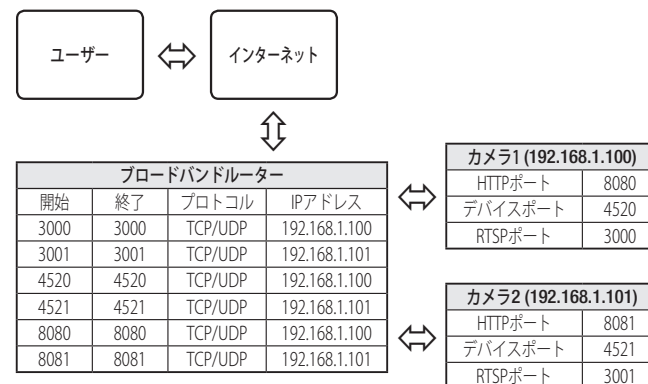 ユーザー
インターネット
ブロードバンドルーター
開始 終了 プロトコル IPアドレス
3000 3000 TCP/UDP 192.168.1.100
3001 3001 TCP/UDP 192.168.1.101
4520 4520 TCP/UDP 192.168.1.100
4521 4521 TCP/UDP 192.168.1.101
8080 8080 TCP/UDP 192.168.1.100
8081 8081 TCP/UDP 192.168.1.101
カメラ1 (192.168.1.100)
HTTPポート 8080
デバイスポート 4520
RTSPポート 3000
カメラ2 (192.168.1.101)
HTTPポート 8081
デバイスポート 4521
RTSPポート 3001